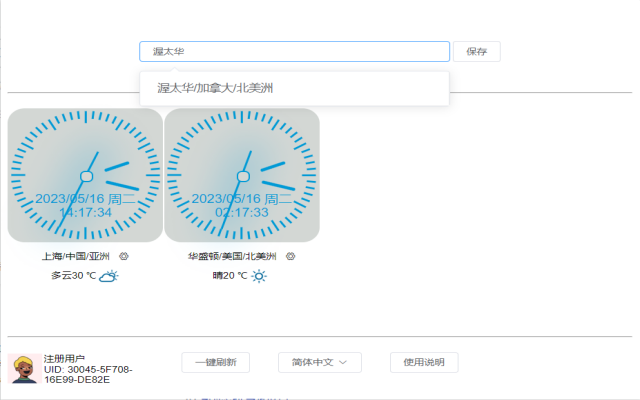 渥太华
保存
渥太华/加拿大/北美洲
2023/05/16 周二
14:17:34
2023/05/16 周二
02:17:33
上海/中国/亚洲
华盛顿/美国/北美洲
多云30 ℃
晴20 ℃
注册用户
UID: 30045-5F708-
16E99-DE82E
一键刷新
简体中文
使用说明